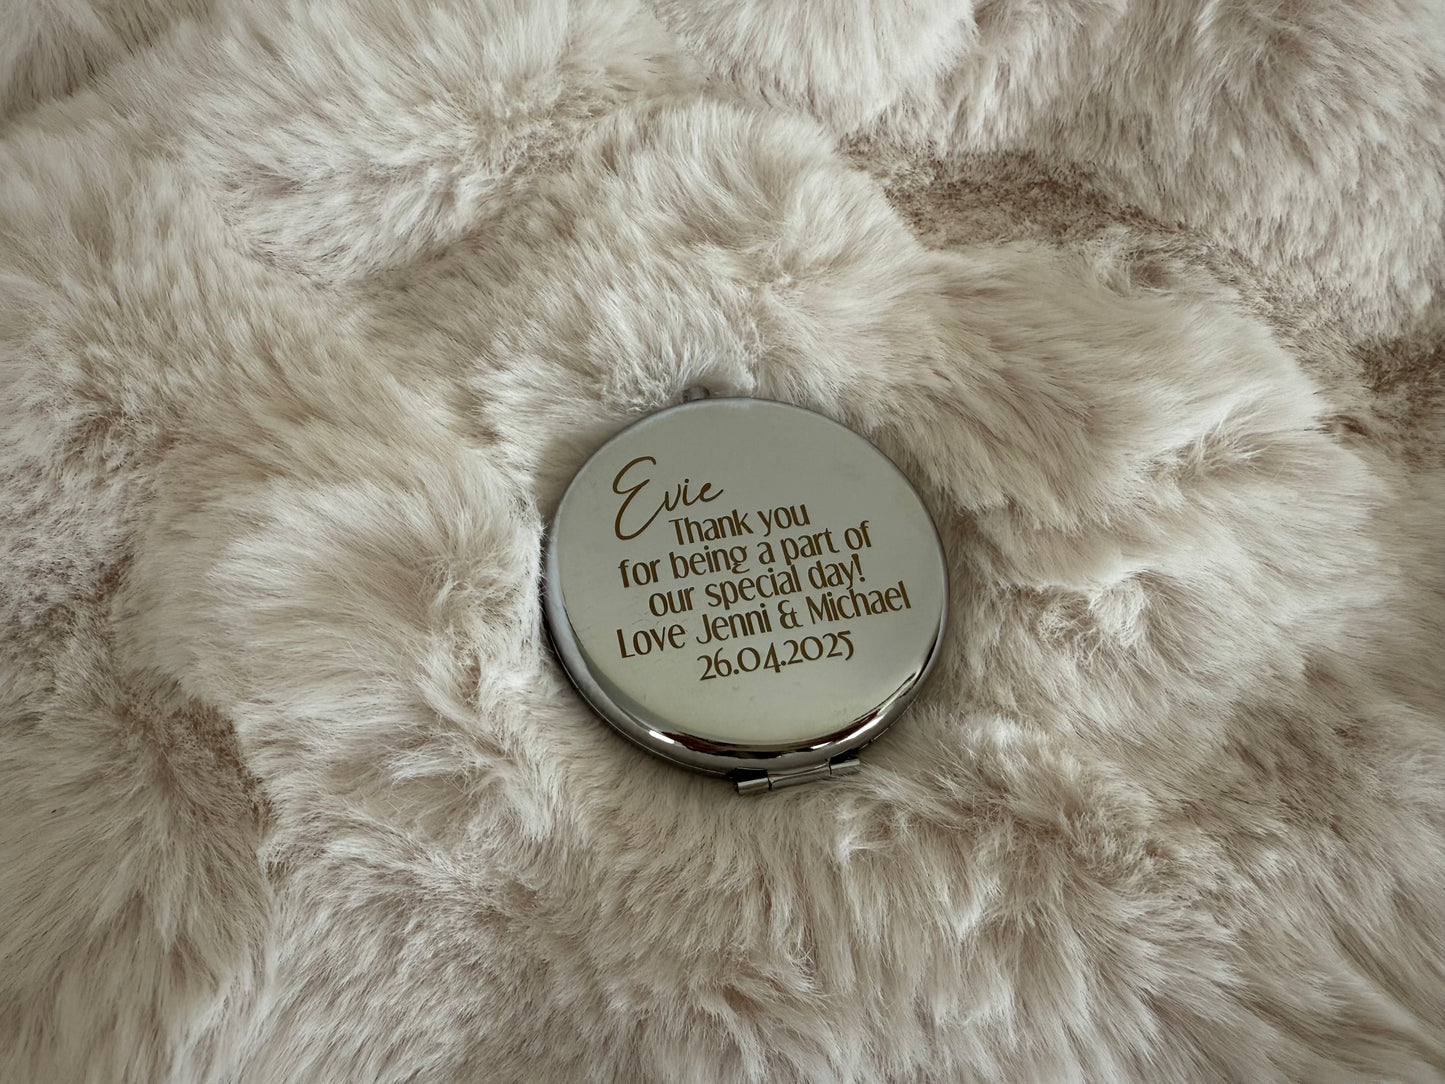 Evie
Thank you
for being a part of
our special day!
Love Jenni & Michael
26.04.2025